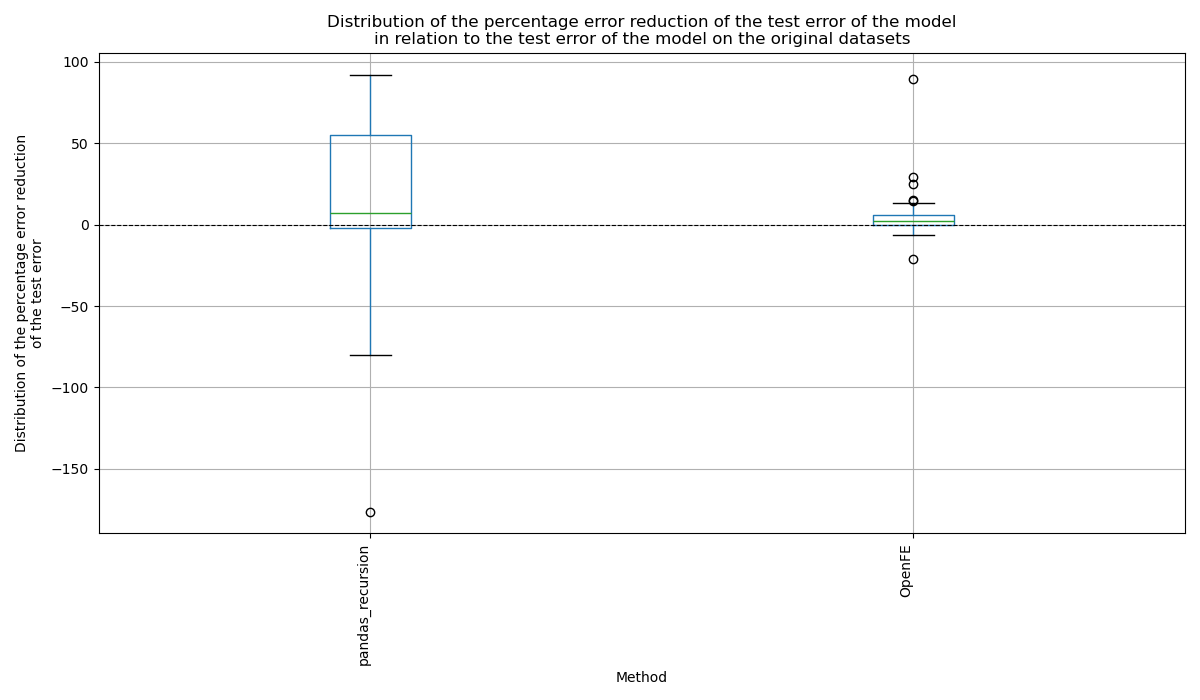 Distribution of the percentage error reduction of the test error of the model
in relation to the test error of the model on the original datasets
Distribution of the percentage error reduction
of the test error
100
50
0
−50
−100
−150
pandas_recursion
OpenFE
Method